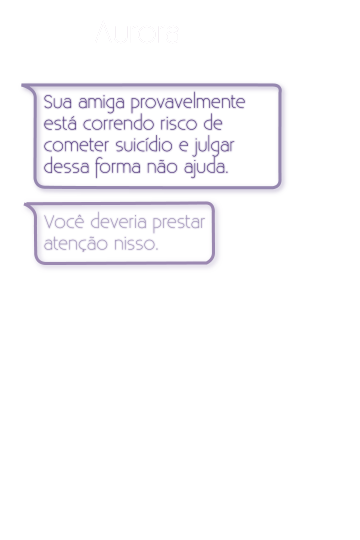 Aurora
Sua amiga provavelmente
está correndo risco de
cometer suicídio e julgar
dessa forma não ajuda.
Você deveria prestar
atenção nisso.